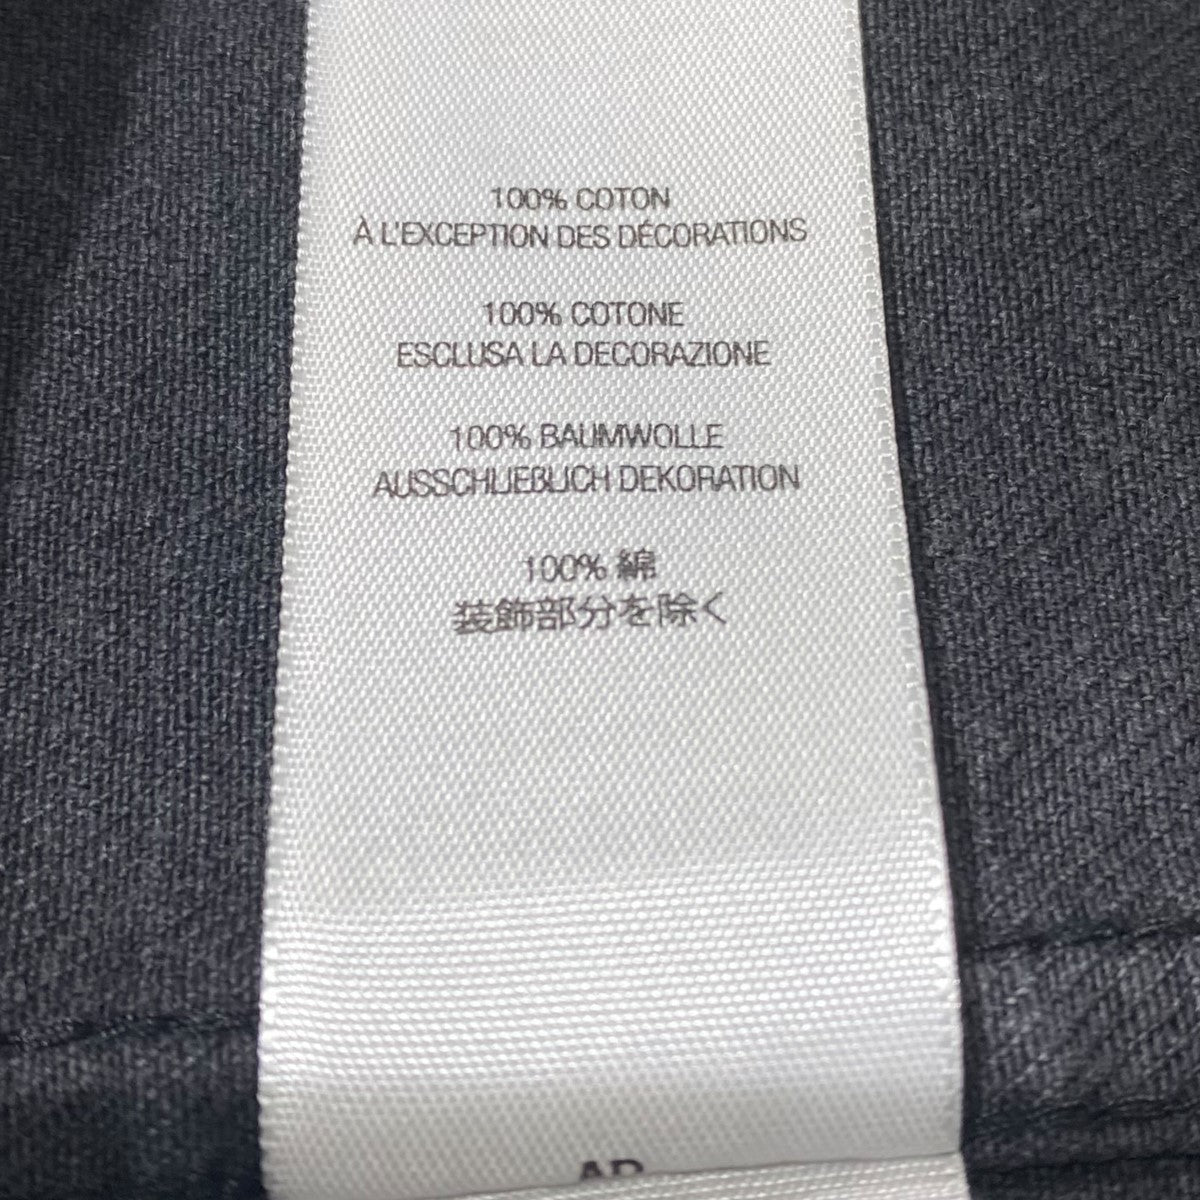 100% COTON
À L'EXCEPTION DES DÉCORATIONS
100% COTONE
ESCLUSA LA DECORAZIONE
100% BAUMWOLLE
AUSSCHLIEBLICH DEKORATION
100% 綿
装飾部分を除く